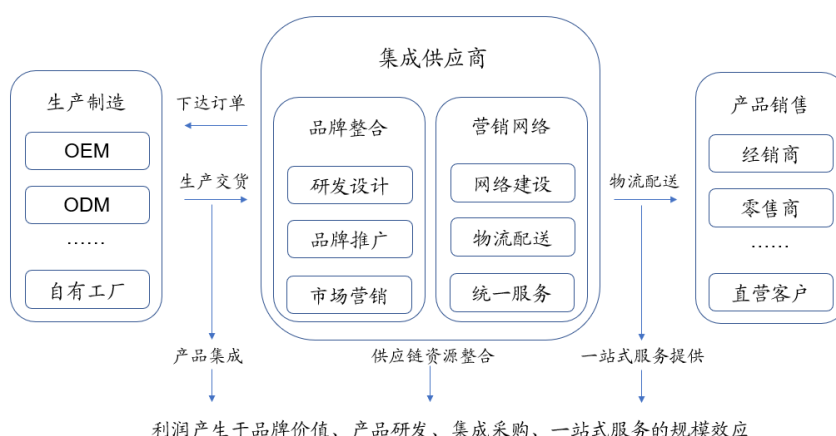 集成供应商
生产制造
OEM
ODM
……
自有工厂
下达订单
生产交货
品牌整合
研发设计
品牌推广
市场营销
营销网络
网络建设
物流配送
统一服务
物流配送
产品销售
经销商
零售商
……
直营客户
产品集成
供应链资源整合
一站式服务提供
利润产生于品牌价值、产品研发、集成采购、一站式服务的规模效应